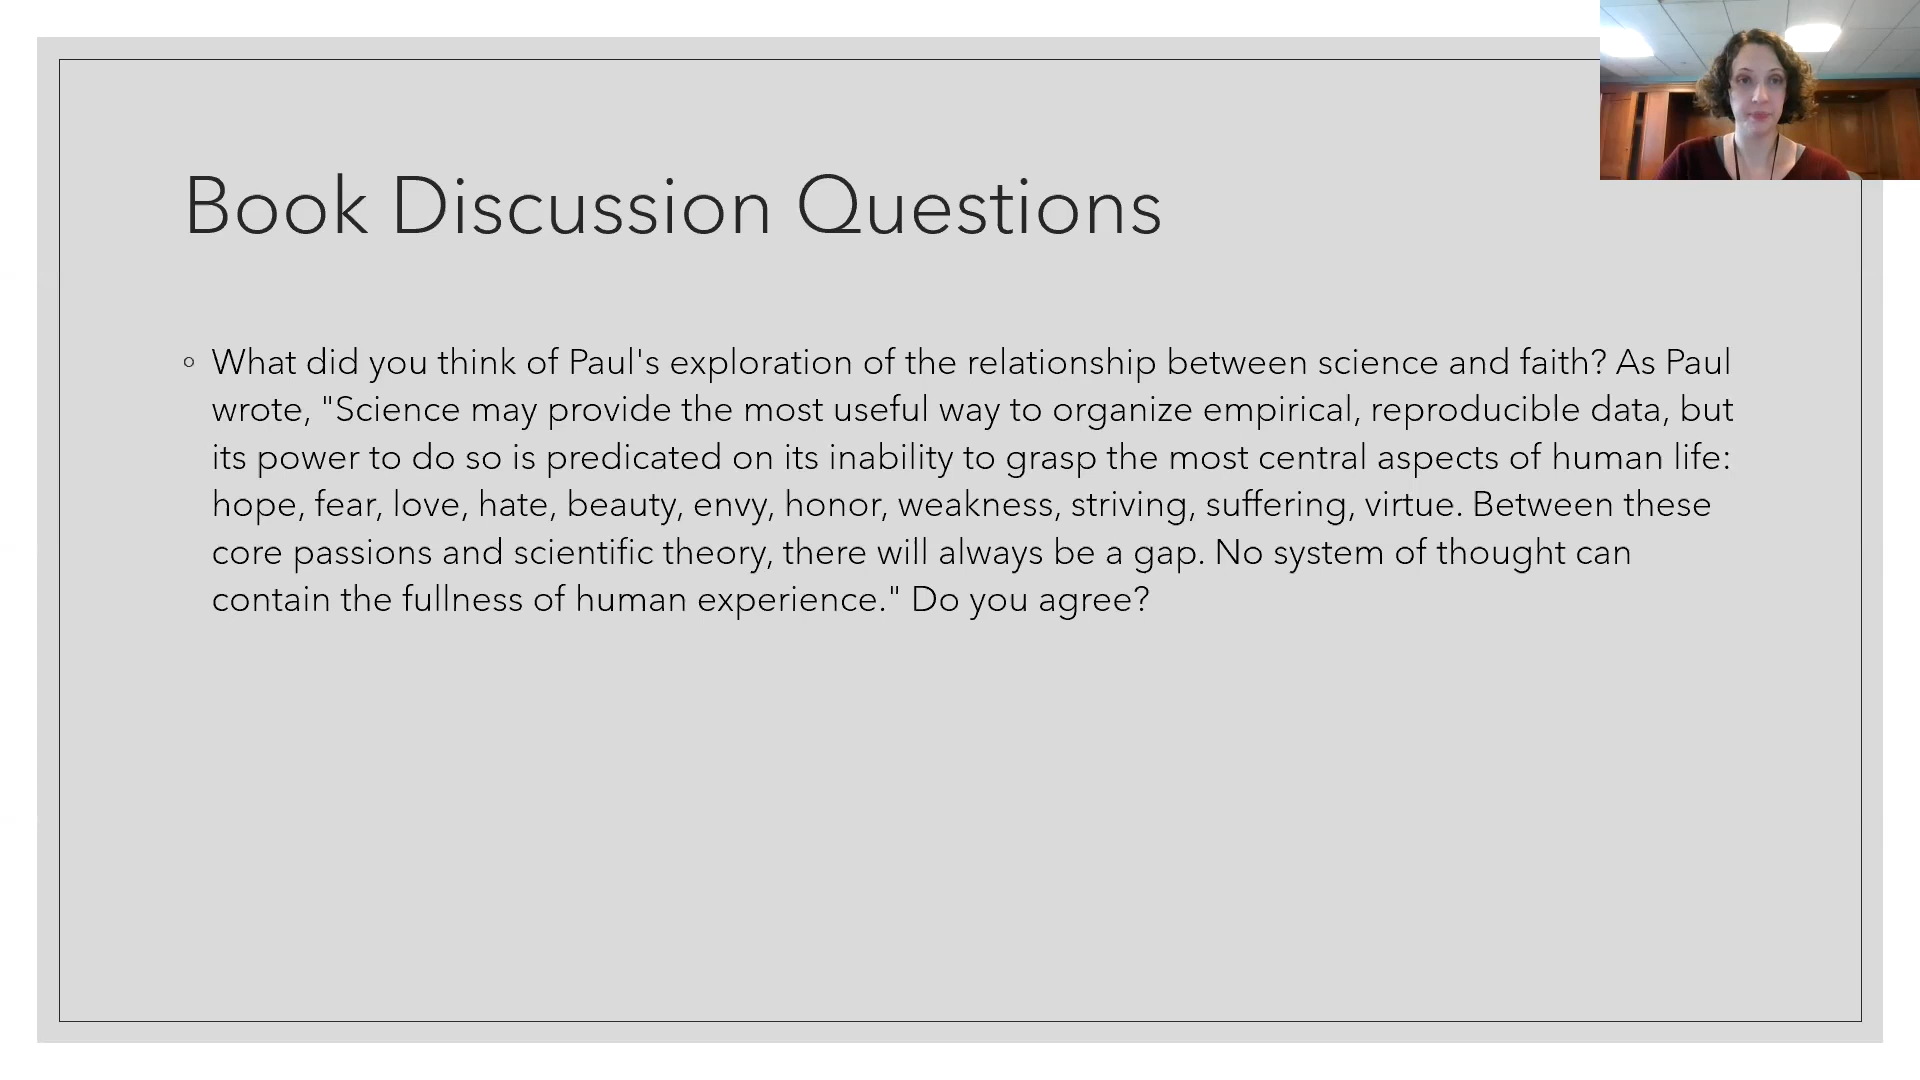 Book Discussion Questions
What did you think of Paul's exploration of the relationship between science and faith? As Paul
wrote, "Science may provide the most useful way to organize empirical, reproducible data, but
its power to do so is predicated on its inability to grasp the most central aspects of human life:
hope, fear, love, hate, beauty, envy, honor, weakness, striving, suffering, virtue. Between these
core passions and scientific theory, there will always be a gap. No system of thought can
contain the fullness of human experience." Do you agree?